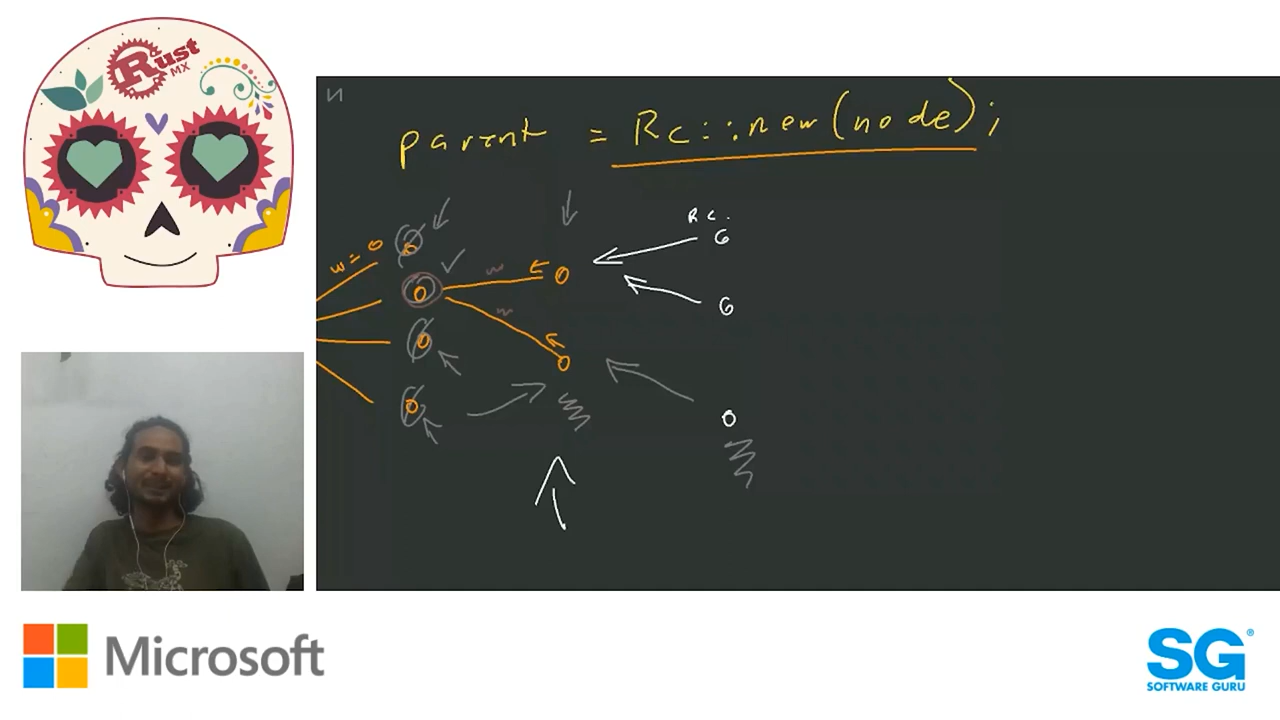 Rust
MX
parent = Rc::new(node);
Rc.
w = 0
w
w
Microsoft
SG
SOFTWARE GURU